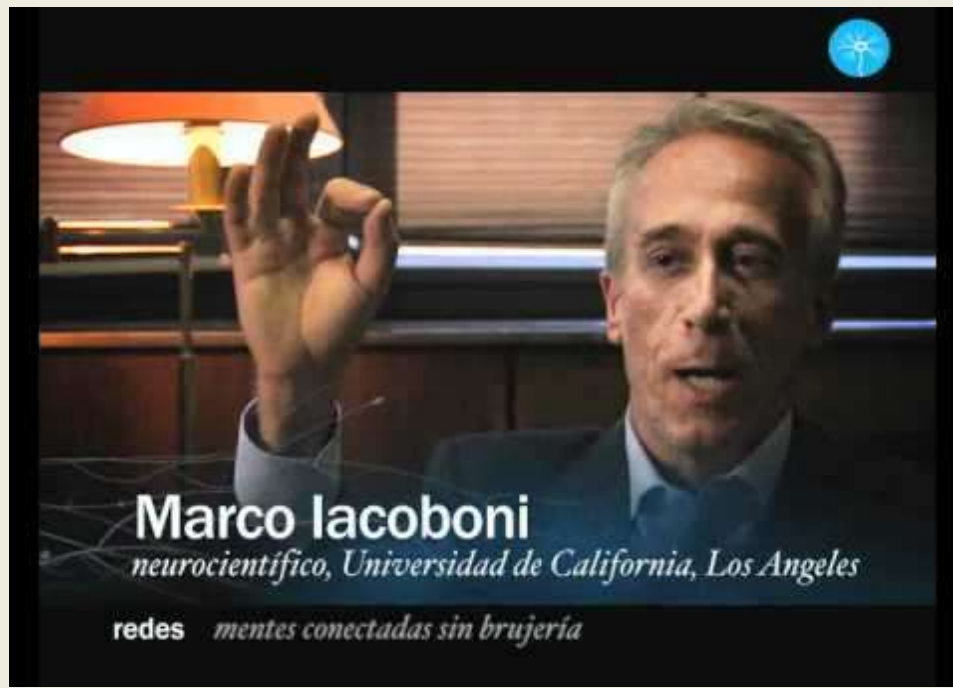 Marco Iacoboni
neurocientífico, Universidad de California, Los Angeles
redes mentes conectadas sin brujería